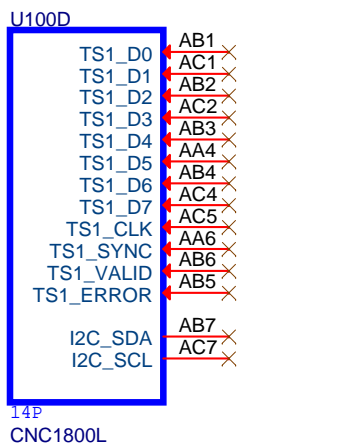 U100D
TS1_D0 AB1
TS1_D1 AC1
TS1_D2 AB2
TS1_D3 AC2
TS1_D4 AB3
TS1_D5 AA4
TS1_D6 AB4
TS1_D7 AC4
TS1_CLK AC5
TS1_SYNC AA6
TS1_VALID AB6
TS1_ERROR AB5
I2C_SDA AB7
I2C_SCL AC7
14P
CNC1800L